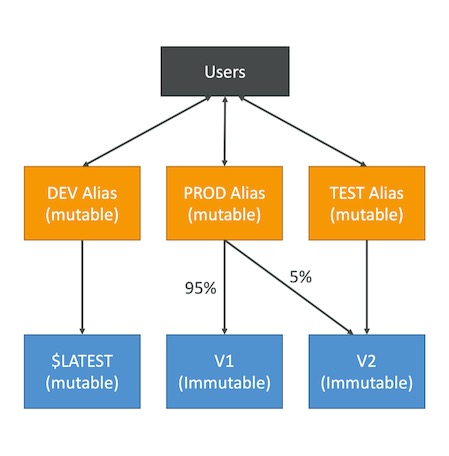 Users
DEV Alias
(mutable)
PROD Alias
(mutable)
TEST Alias
(mutable)
95%
5%
$LATEST
(mutable)
V1
(Immutable)
V2
(Immutable)